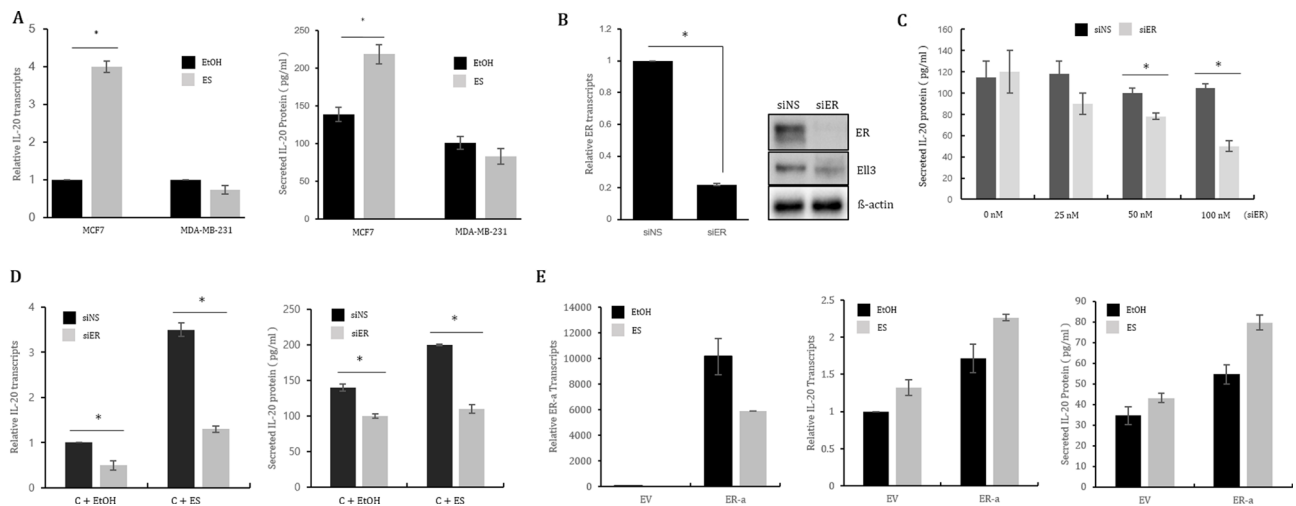 A
Relative IL-20 transcripts
5
4
3
2
1
0
*
EtOH
ES
MCF7
MDA-MB-231
Secreted IL-20 Protein ( pg/ml )
250
200
150
100
50
0
EtOH
ES
MCF7
MDA-MB-231
B
Relative ER transcripts
1.2
1
0.8
0.6
0.4
0.2
0
*
siNS
siER
siNS siER
ER
Ell3
ß-actin
C
siNS
siER
Secreted IL-20 protein ( pg/ml )
160
140
120
100
80
60
40
20
0
*
*
0 nM
25 nM
50 nM
100 nM
(siER)
D
Relative IL-20 transcripts
4
3
2
1
0
siNS
siER
*
*
C + EtOH
C + ES
Secreted IL-20 protein ( pg/ml )
250
200
150
100
50
0
siNS
siER
*
*
C + EtOH
C + ES
E
Relative ER-a Transcripts
14000
12000
10000
8000
6000
4000
2000
0
EtOH
ES
EV
ER-a
Relative IL-20 Transcripts
2.5
2
1.5
1
0.5
0
EtOH
ES
EV
ER-a
Secreted IL-20 Protein ( pg/ml )
90
80
70
60
50
40
30
20
10
0
EtOH
ES
EV
ER-a